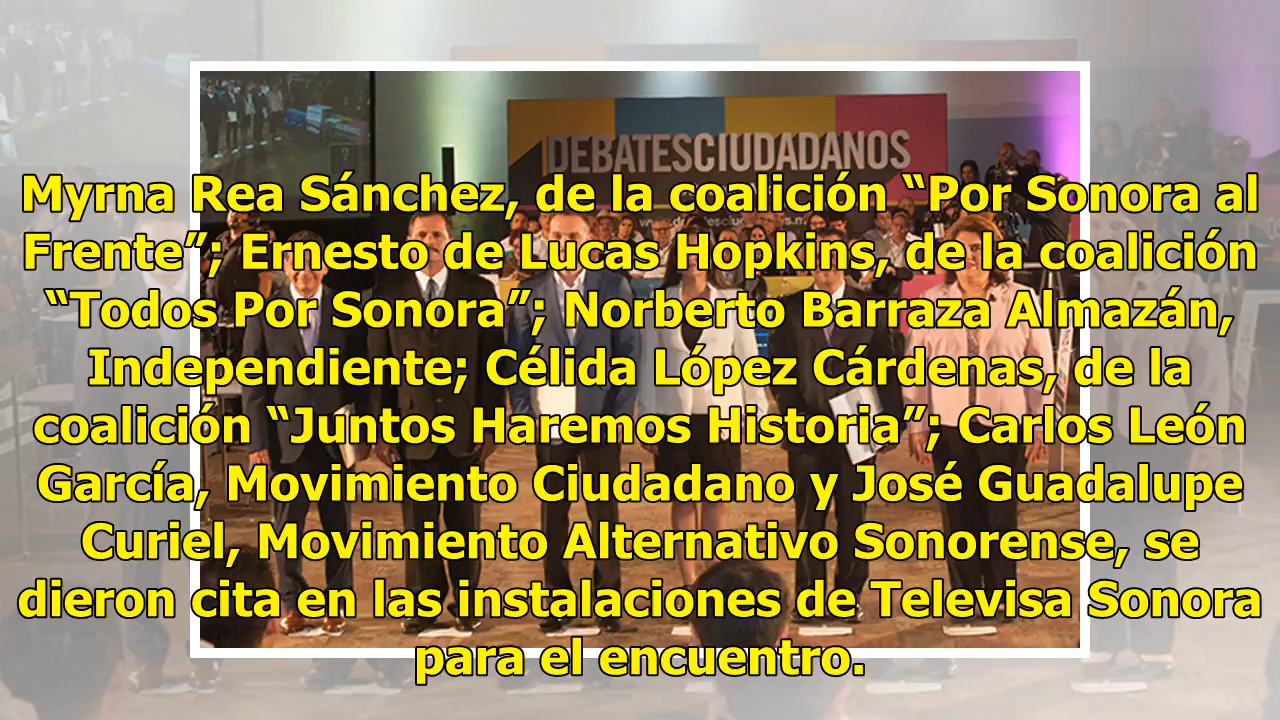 ¡DEBATESCIUDADANOS
Myrna Rea Sánchez, de la coalición “Por Sonora al
Frente”; Ernesto de Lucas Hopkins, de la coalición
“Todos Por Sonora”; Norberto Barraza Almazán,
Independiente; Célida López Cárdenas, de la
coalición “Juntos Haremos Historia”; Carlos León
García, Movimiento Ciudadano y José Guadalupe
Curiel, Movimiento Alternativo Sonorense, se
dieron cita en las instalaciones de Televisa Sonora
para el encuentro.